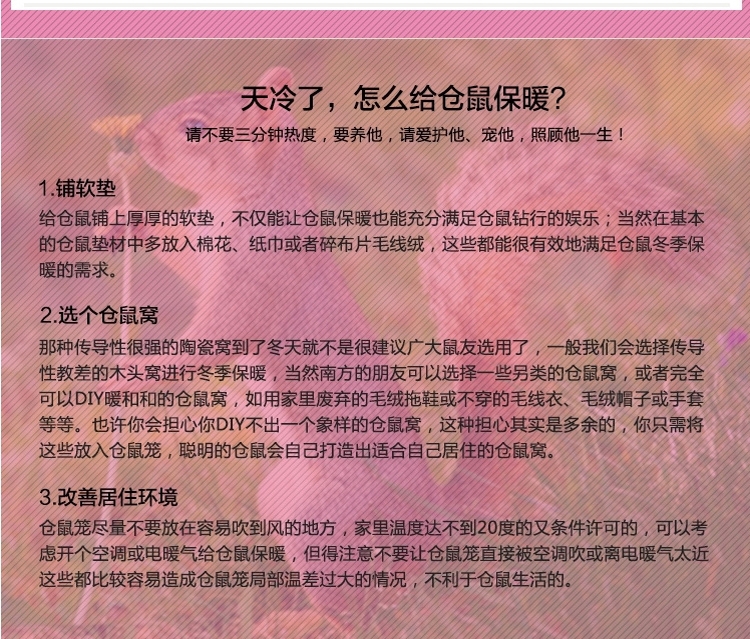 天冷了，怎么给仓鼠保暖？
请不要三分钟热度，要养他，请爱护他、宠他，照顾他一生！
1.铺软垫
给仓鼠铺上厚厚的软垫，不仅能让仓鼠保暖也能充分满足仓鼠钻行的娱乐；当然在基本
的仓鼠垫材中多放入棉花、纸巾或者碎布片毛线绒，这些都能很有效地满足仓鼠冬季保
暖的需求。
2.选个仓鼠窝
那种传导性很强的陶瓷窝到了冬天就不是很建议广大鼠友选用了，一般我们会选择传导
性教差的木头窝进行冬季保暖，当然南方的朋友可以选择一些另类的仓鼠窝，或者完全
可以DIY暖和和的仓鼠窝，如用家里废弃的毛绒拖鞋或不穿的毛线衣、毛绒帽子或手套
等等。也许你会担心你DIY不出一个象样的仓鼠窝，这种担心其实是多余的，你只需将
这些放入仓鼠笼，聪明的仓鼠会自己打造出适合自己居住的仓鼠窝。
3.改善居住环境
仓鼠笼尽量不要放在容易吹到风的地方，家里温度达不到20度的又条件许可的，可以考
虑开个空调或电暖气给仓鼠保暖，但得注意不要让仓鼠笼直接被空调吹或离电暖气太近
这些都比较容易造成仓鼠笼局部温差过大的情况，不利于仓鼠生活的。